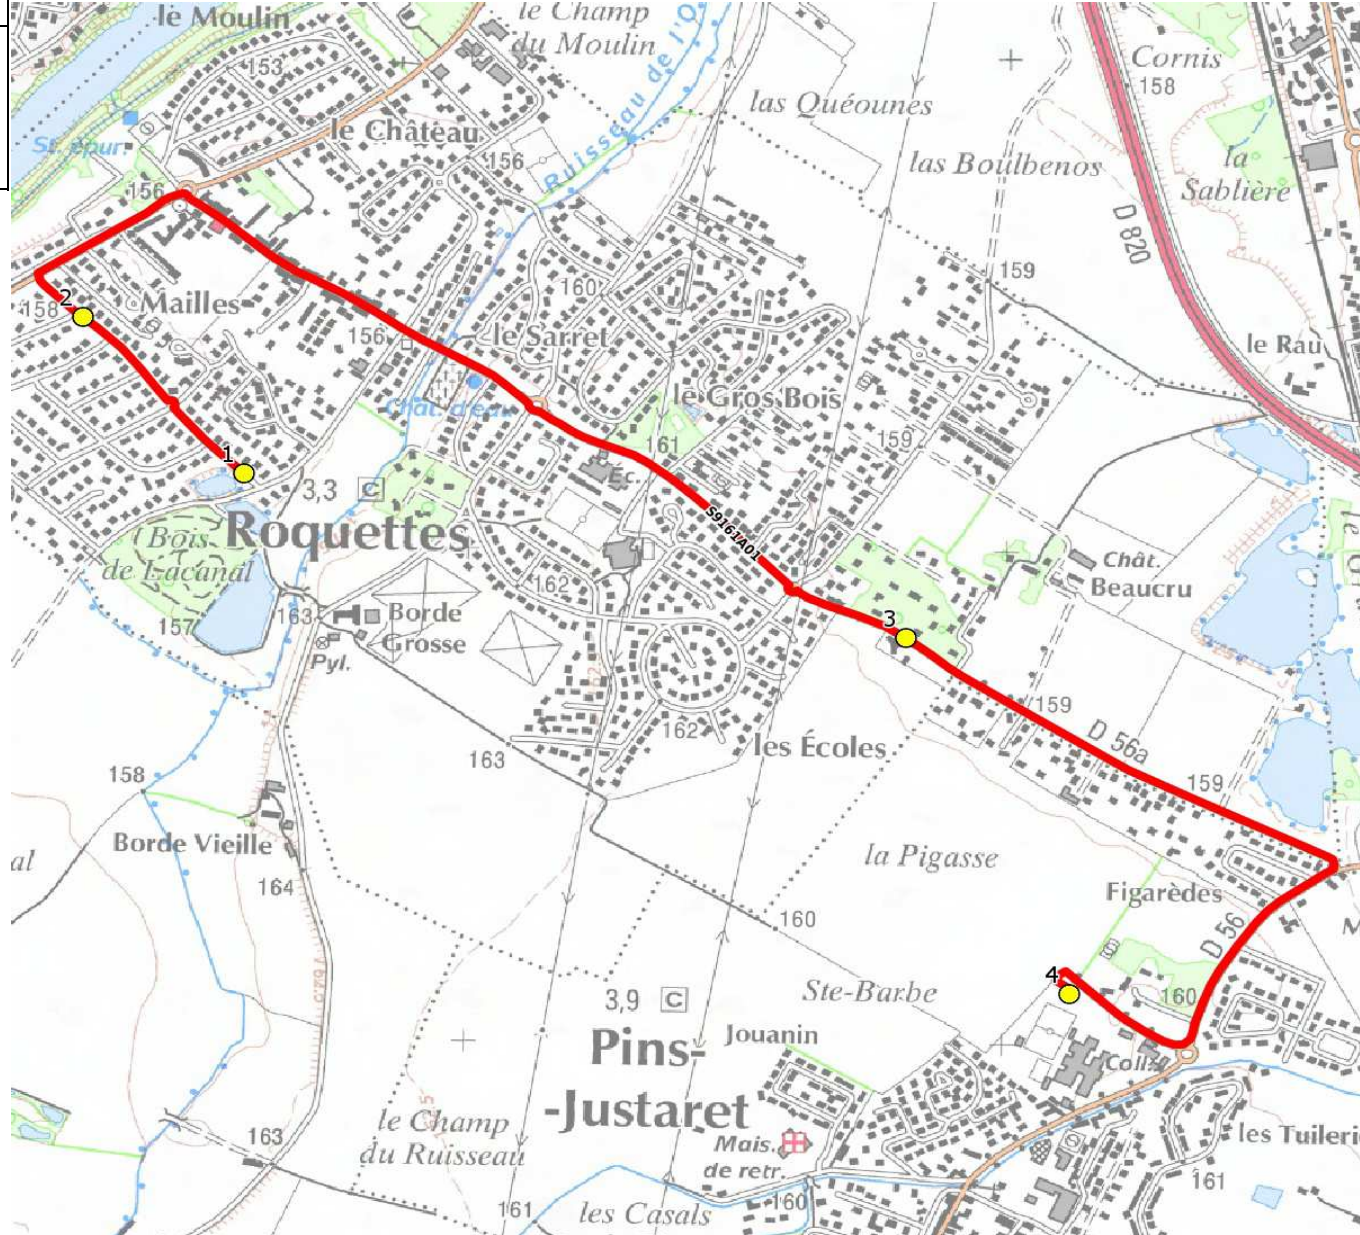 le Moulin
le Champ
du Moulin
153
Cornis
158
las Quéounes
le Château
St. épur.
156
Ruisseau de l'O
las Boulbenos
la
Sablière
156
D 820
159
160
158
2
Mailles
156
le Sarret
le Rau
Chât. d'eau
le Gros Bois
161
159
1
3,3 C
Éc.
S9161A01
Roquettes
Bois
de Lacanal
162
Chât.
Beaucru
157
163
Borde
Grosse
3
Pyl.
159
162
les Écoles
D 56a
163
158
159
Borde Vieille
al
la Pigasse
164
Figarèdes
160
D 56
4
3,9 C
Ste-Barbe
160
Jouanin
Pins-
-Justaret
Coll.
le Champ
du Ruisseau
163
Mais.
de retr.
les Tuileri
161
160
161
les Casals